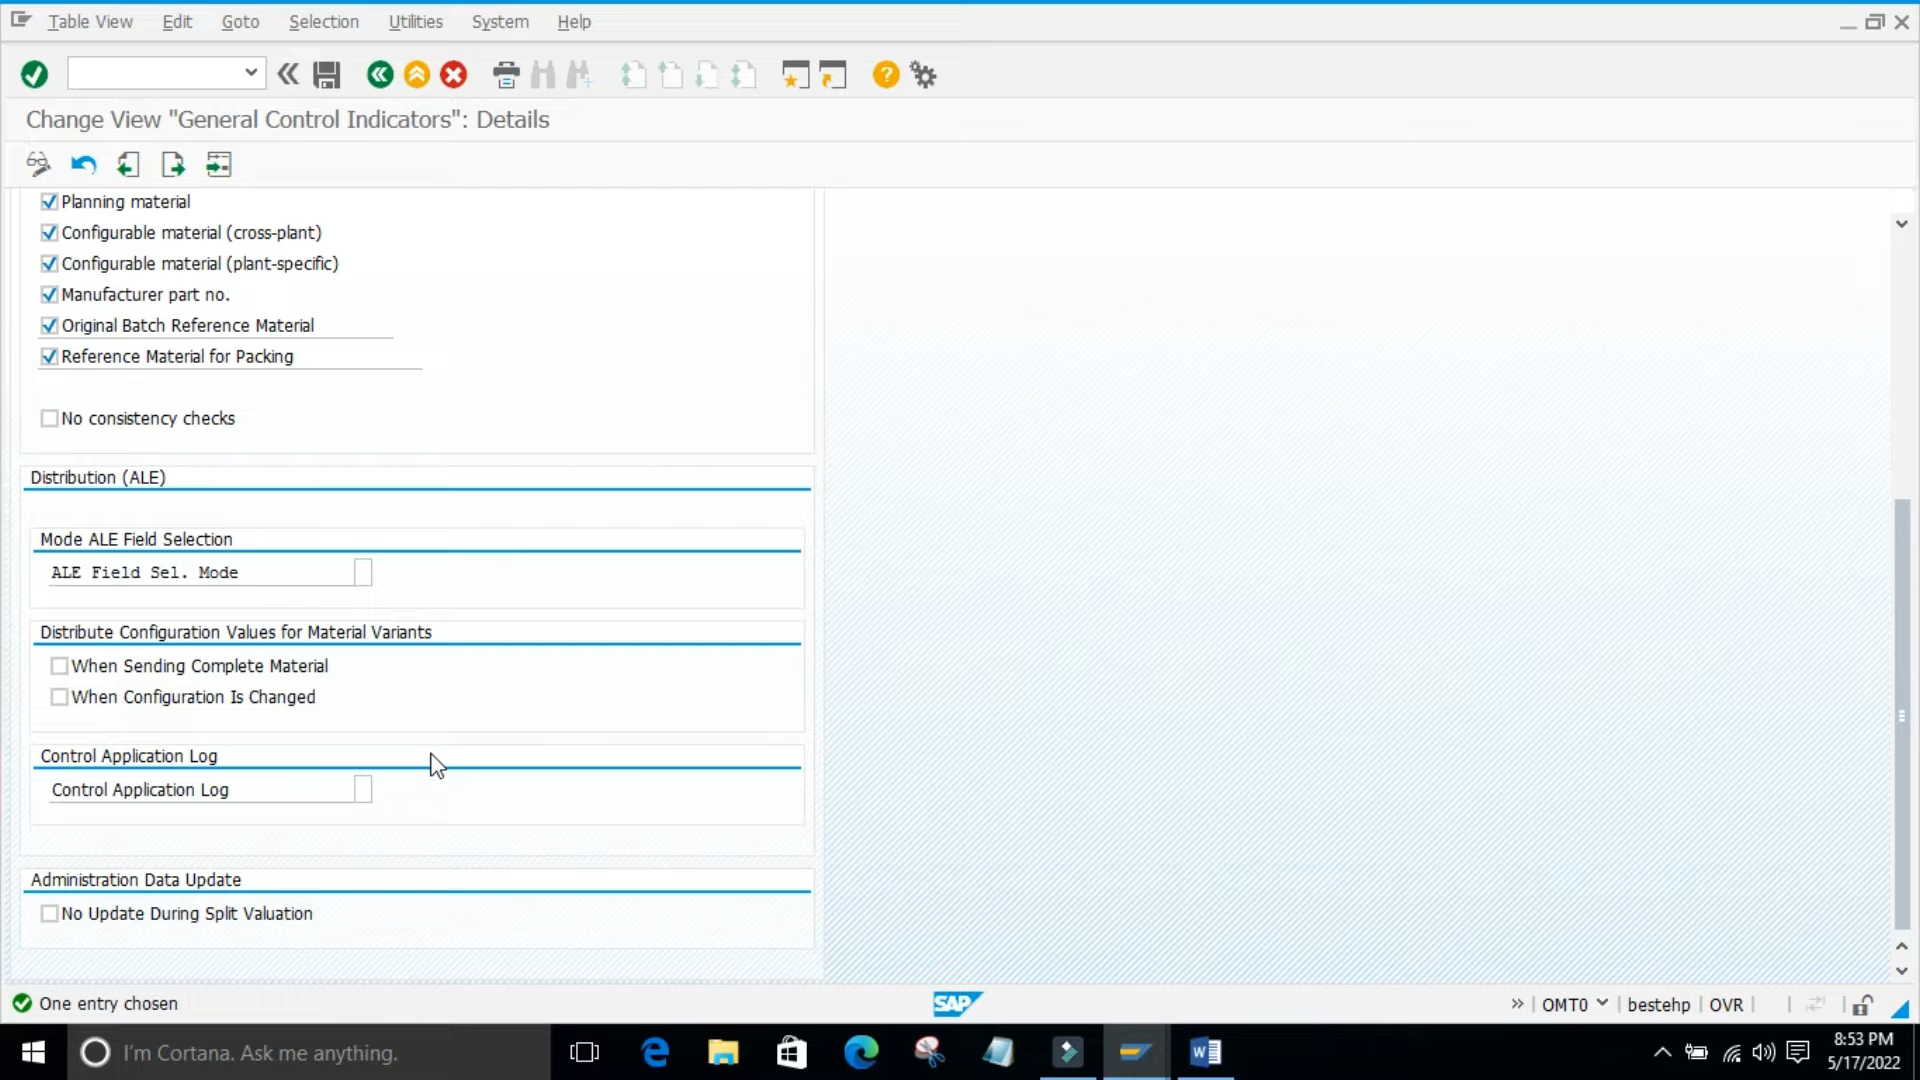 Table View Edit Goto Selection Utilities System Help
Change View "General Control Indicators": Details
Planning material
Configurable material (cross-plant)
Configurable material (plant-specific)
Manufacturer part no.
Original Batch Reference Material
Reference Material for Packing
No consistency checks
Distribution (ALE)
Mode ALE Field Selection
ALE Field Sel. Mode
Distribute Configuration Values for Material Variants
When Sending Complete Material
When Configuration Is Changed
Control Application Log
Control Application Log
Administration Data Update
No Update During Split Valuation
One entry chosen SAP OMT0 bestehp OVR
I'm Cortana. Ask me anything. 8:53 PM
5/17/2022